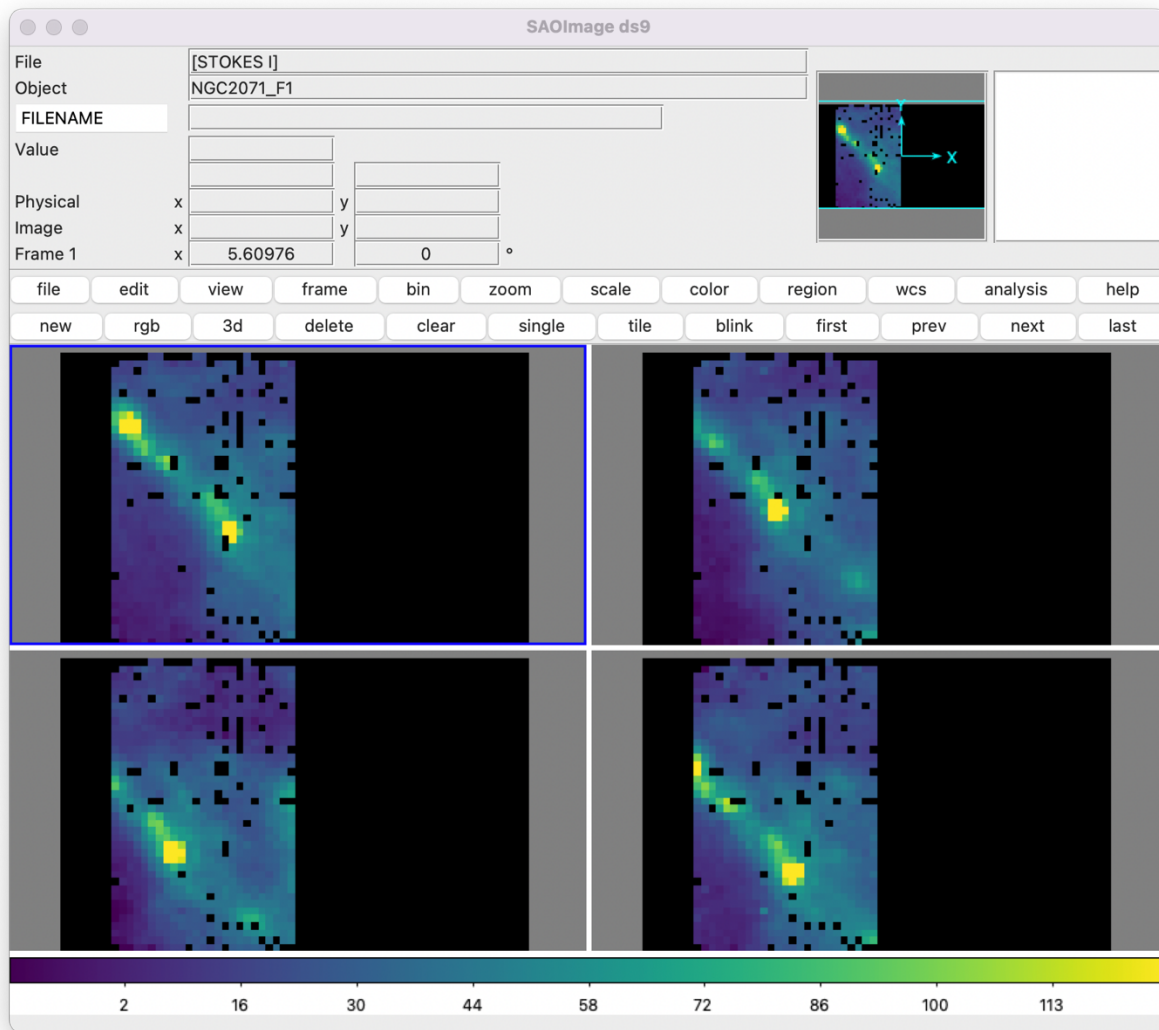 SAOImage ds9
File [STOKES I]
Object NGC2071_F1
FILENAME
Value
Physical x y
Image x y
Frame 1 x 5.60976 0 °
Y
X
file edit view frame bin zoom scale color region wcs analysis help
new rgb 3d delete clear single tile blink first prev next last
2 16 30 44 58 72 86 100 113